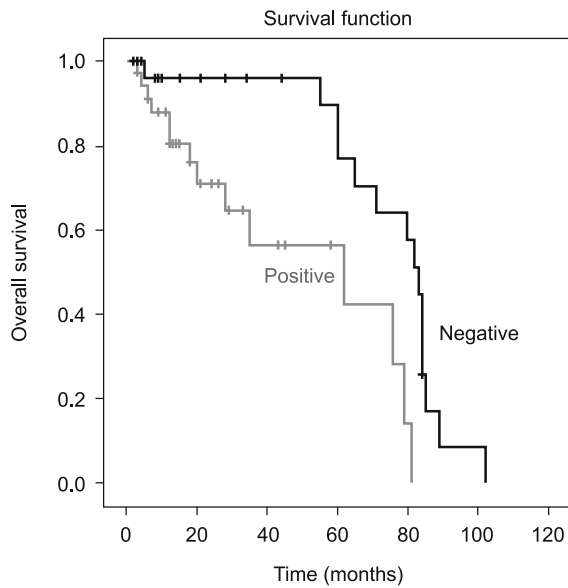 Survival function
Overall survival
1.0
0.8
0.6
0.4
0.2
0.0
Positive
Negative
0 20 40 60 80 100 120
Time (months)